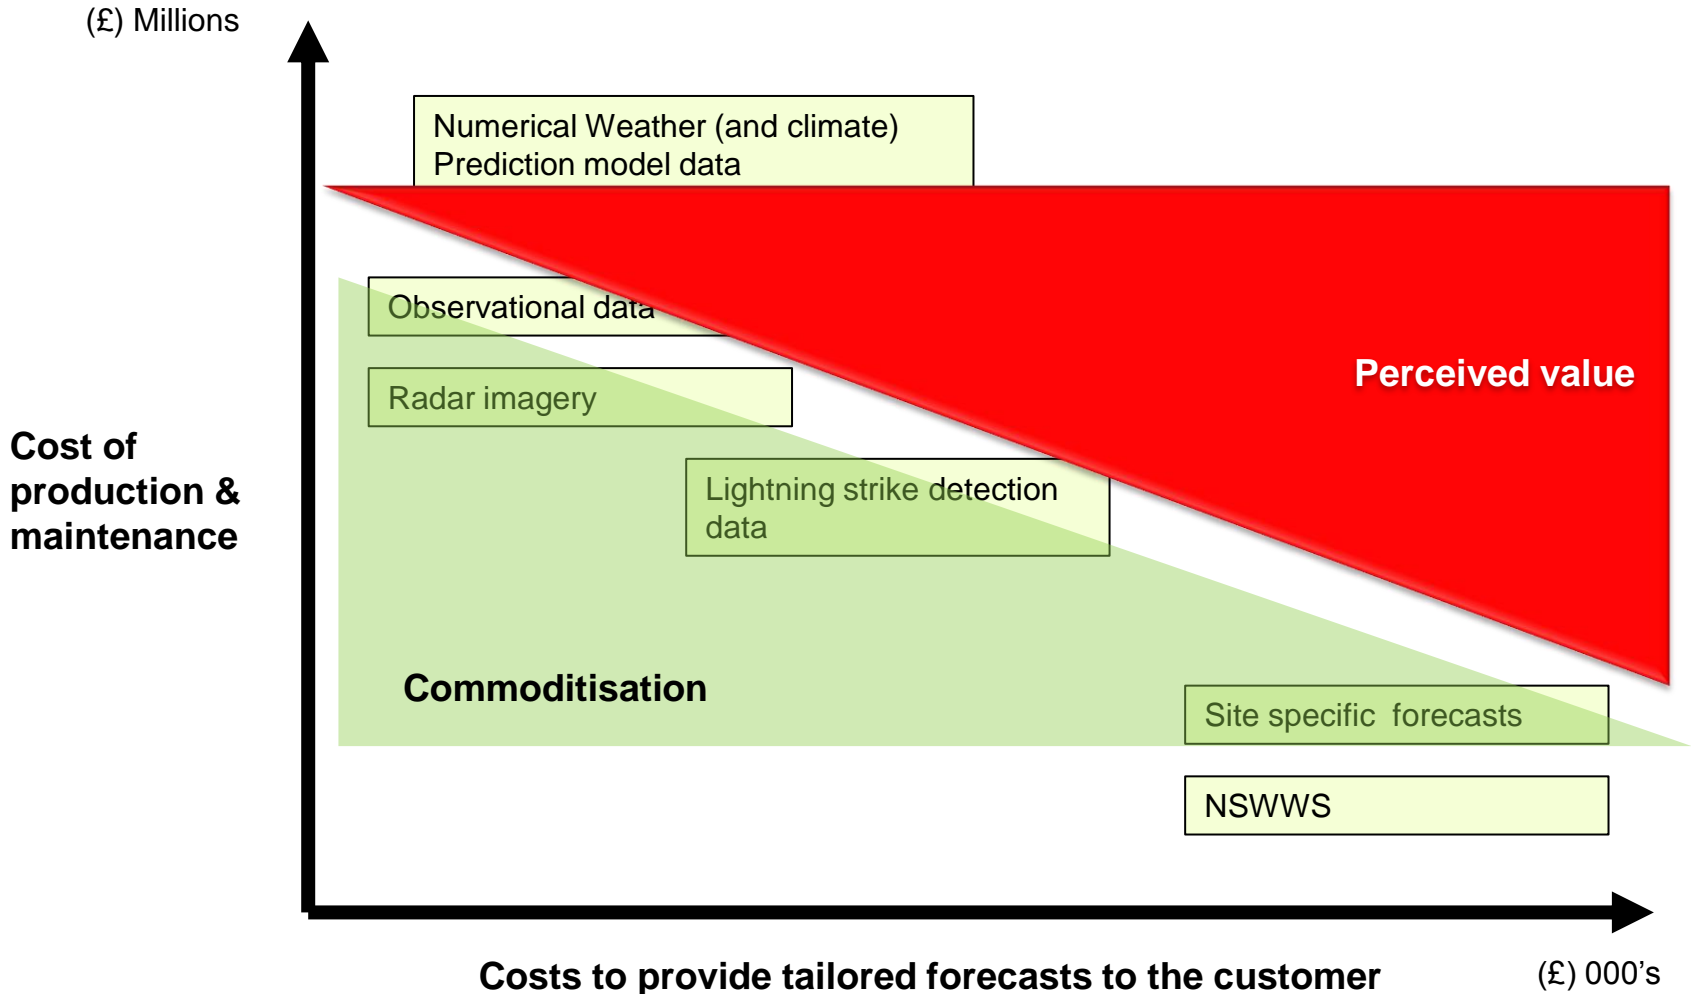 (£) Millions
Numerical Weather (and climate)
Prediction model data
Observational data
Perceived value
Radar imagery
Cost of
production &
maintenance
Lightning strike detection
data
Commoditisation
Site specific  forecasts
NSWWS
Costs to provide tailored forecasts to the customer
(£) 000's